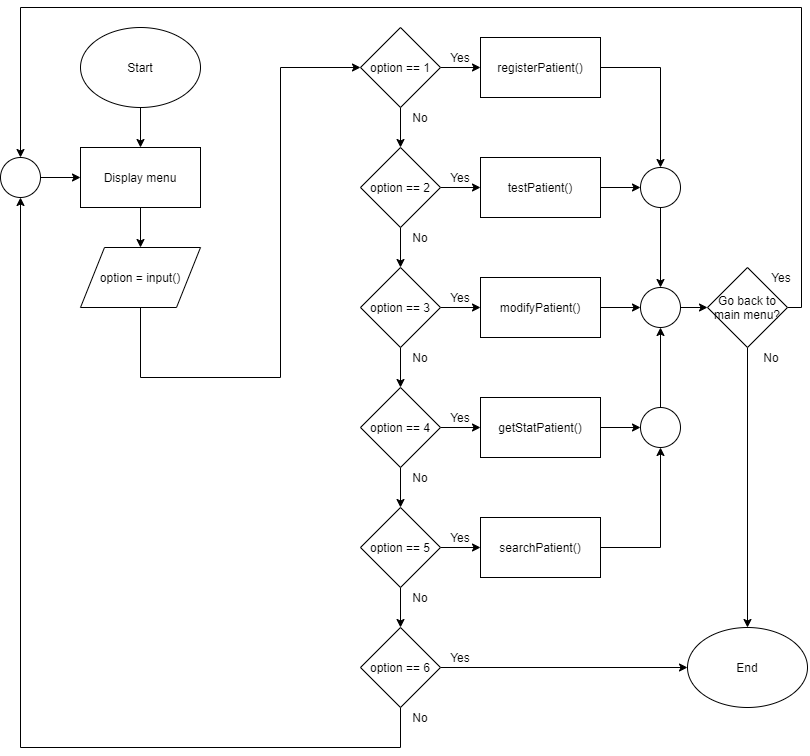 Start
Display menu
option = input()
option == 1
Yes
registerPatient()
No
option == 2
Yes
testPatient()
No
option == 3
Yes
modifyPatient()
No
option == 4
Yes
getStatPatient()
No
option == 5
Yes
searchPatient()
No
option == 6
Yes
No
Go back to
main menu?
Yes
No
End